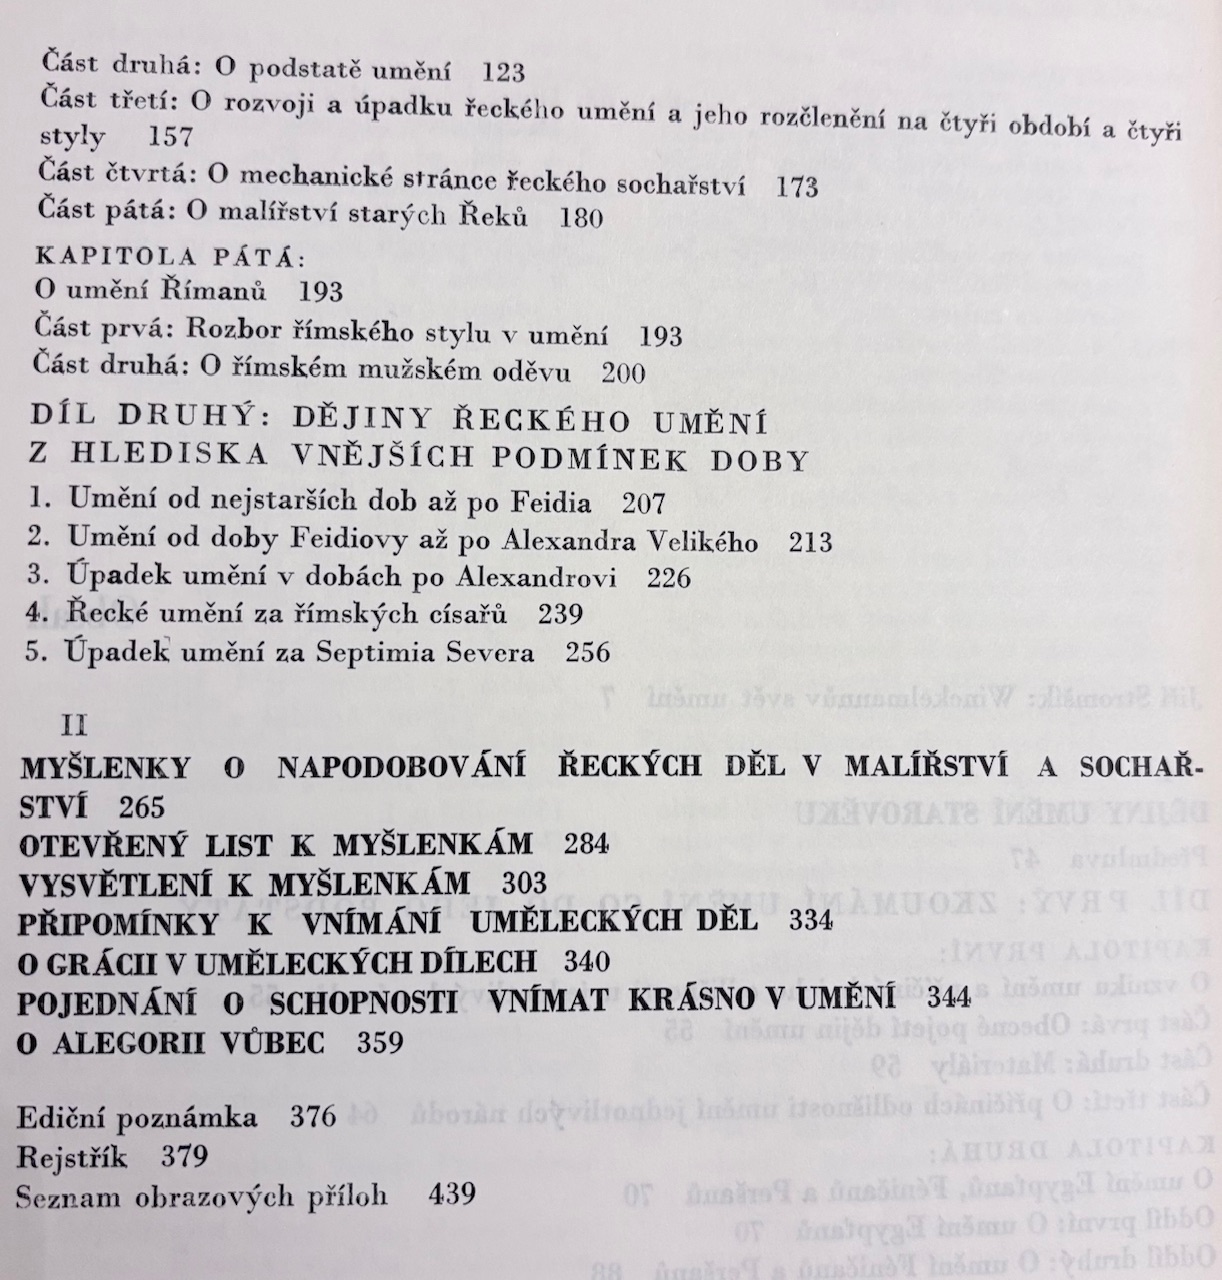 Část druhá: O podstatě umění 123
Část třetí: O rozvoji a úpadku řeckého umění a jeho rozčlenění na čtyři období a čtyři
styly 157
Část čtvrtá: O mechanické stránce řeckého sochařství 173
Část pátá: O malířství starých Řeků 180
KAPITOLA PÁTÁ:
O umění Římanů 193
Část prvá: Rozbor římského stylu v umění 193
Část druhá: O římském mužském oděvu 200
DÍL DRUHÝ: DĚJINY ŘECKÉHO UMĚNÍ
Z HLEDISKA VNĚJŠÍCH PODMÍNEK DOBY
1. Umění od nejstarších dob až po Feidia 207
2. Umění od doby Feidiovy až po Alexandra Velikého 213
3. Úpadek umění v dobách po Alexandrovi 226
4. Řecké umění za římských císařů 239
5. Úpadek umění za Septimia Severa 256
II
MYŠLENKY O NAPODOBOVÁNÍ ŘECKÝCH DĚL V MALÍŘSTVÍ A SOCHAŘ-
STVÍ 265
OTEVŘENÝ LIST K MYŠLENKÁM 284
VYSVĚTLENÍ K MYŠLENKÁM 303
PŘIPOMÍNKY K VNÍMÁNÍ UMĚLECKÝCH DĚL 334
O GRÁCII V UMĚLECKÝCH DÍLECH 340
POJEDNÁNÍ O SCHOPNOSTI VNÍMAT KRÁSNO V UMĚNÍ 344
O ALEGORII VŮBEC 359
Ediční poznámka 376
Rejstřík 379
Seznam obrazových příloh 439